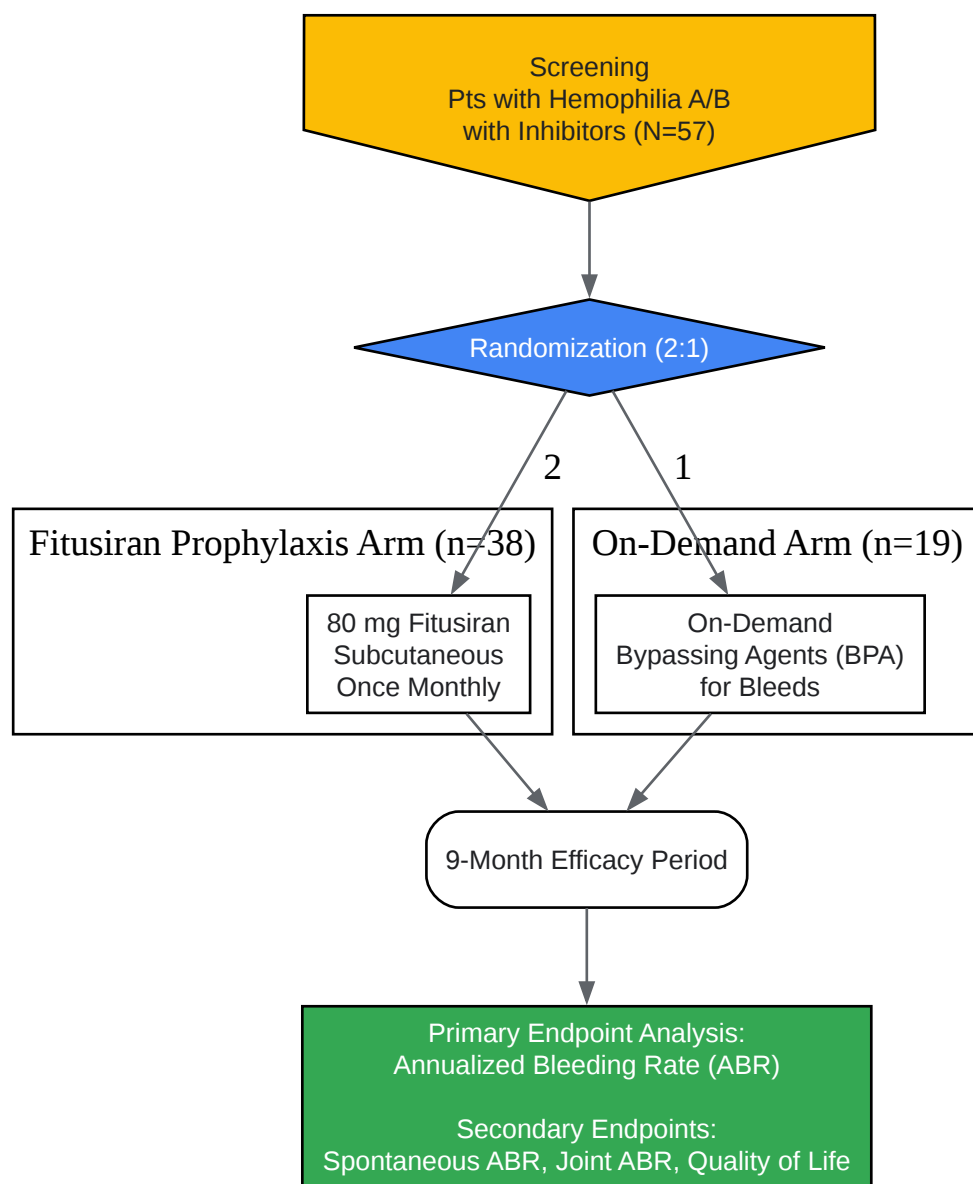 Screening
Pts with Hemophilia A/B
with Inhibitors (N=57)
Randomization (2:1)
2
1
Fitusiran Prophylaxis Arm (n=38)
On-Demand Arm (n=19)
80 mg Fitusiran
Subcutaneous
Once Monthly
On-Demand
Bypassing Agents (BPA)
for Bleeds
9-Month Efficacy Period
Primary Endpoint Analysis:
Annualized Bleeding Rate (ABR)
Secondary Endpoints:
Spontaneous ABR, Joint ABR, Quality of Life